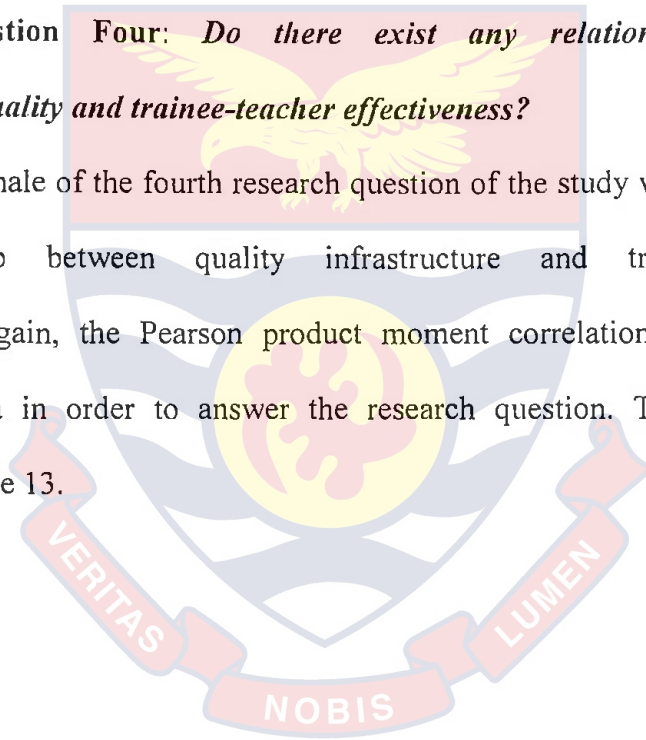 stion Four: Do there exist any relation
uality and trainee-teacher effectiveness?
nale of the fourth research question of the study v
between quality infrastructure and tr
gain, the Pearson product moment correlation
in order to answer the research question. T
e 13.
VERITAS
NOBIS
LUMEN